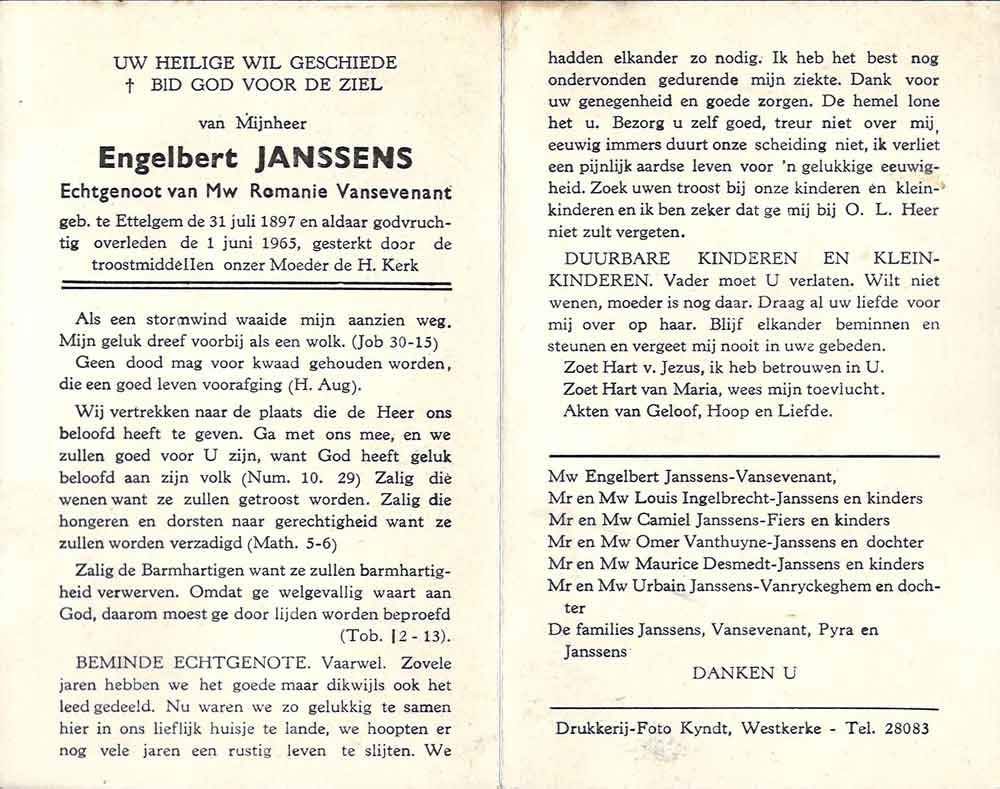 UW HEILIGE WIL GESCHIEDE
† BID GOD VOOR DE ZIEL
van Mijnheer
Engelbert JANSSENS
Echtgenoot van Mw Romanie Vansevenant
geb. te Ettelgem de 31 juli 1897 en aldaar godvruch-
tig overleden de 1 juni 1965, gesterkt door de
troostmiddellen onzer Moeder de H. Kerk
Als een stormwind waaide mijn aanzien weg.
Mijn geluk dreef voorbij als een wolk. (Job 30-15)
Geen dood mag voor kwaad gehouden worden,
die een goed leven voorafging (H. Aug).
Wij vertrekken naar de plaats die de Heer ons
beloofd heeft te geven. Ga met ons mee, en we
zullen goed voor U zijn, want God heeft geluk
beloofd aan zijn volk (Num. 10. 29) Zalig die
wenen want ze zullen getroost worden. Zalig die
hongeren en dorsten naar gerechtigheid want ze
zullen worden verzadigd (Math. 5-6)
Zalig de Barmhartigen want ze zullen barmhartig-
heid verwerven. Omdat ge welgevallig waart aan
God, daarom moest ge door lijden worden beproefd
(Tob. 12 - 13).
BEMINDE ECHTGENOTE. Vaarwel. Zovele
jaren hebben we het goede maar dikwijls ook het
leed gedeeld. Nu waren we zo gelukkig te samen
hier in ons lieflijk huisje te lande, we hoopten er
nog vele jaren een rustig leven te slijten. We
hadden elkander zo nodig. Ik heb het best nog
ondervonden gedurende mijn ziekte. Dank voor
uw genegenheid en goede zorgen. De hemel lone
het u. Bezorg u zelf goed, treur niet over mij,
eeuwig immers duurt onze scheiding niet, ik verliet
een pijnlijk aardse leven voor 'n gelukkige eeuwig-
heid. Zoek uwen troost bij onze kinderen en klein-
kinderen en ik ben zeker dat ge mij bij O. L. Heer
niet zult vergeten.
DUURBARE KINDEREN EN KLEIN-
KINDEREN. Vader moet U verlaten. Wilt niet
wenen, moeder is nog daar. Draag al uw liefde voor
mij over op haar. Blijf elkander beminnen en
steunen en vergeet mij nooit in uwe gebeden.
Zoet Hart v. Jezus, ik heb betrouwen in U.
Zoet Hart van Maria, wees mijn toevlucht.
Akten van Geloof, Hoop en Liefde.
Mw Engelbert Janssens-Vansevenant,
Mr en Mw Louis Ingelbrecht-Janssens en kinders
Mr en Mw Camiel Janssens-Fiers en kinders
Mr en Mw Omer Vanthuyne-Janssens en dochter
Mr en Mw Maurice Desmedt-Janssens en kinders
Mr en Mw Urbain Janssens-Vanryckeghem en doch-
ter
De families Janssens, Vansevenant, Pyra en
Janssens
DANKEN U
Drukkerij-Foto Kyndt, Westkerke - Tel. 28083